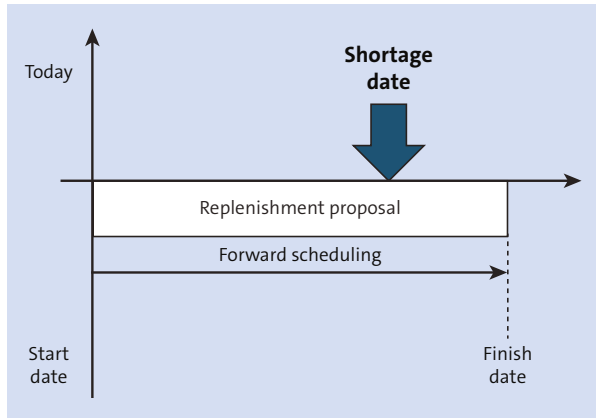 Shortage
date
Today
Replenishment proposal
Forward scheduling
Start
date
Finish
date